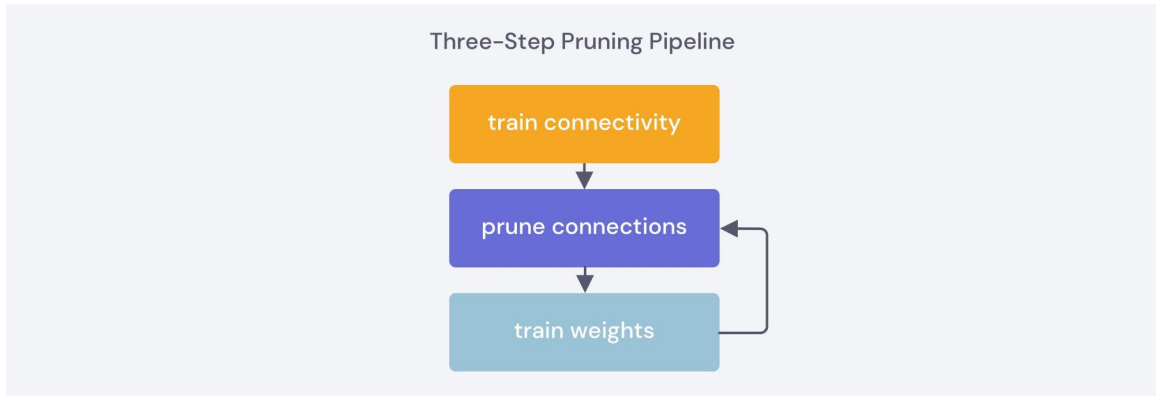 Three-Step Pruning Pipeline
train connectivity
prune connections
train weights